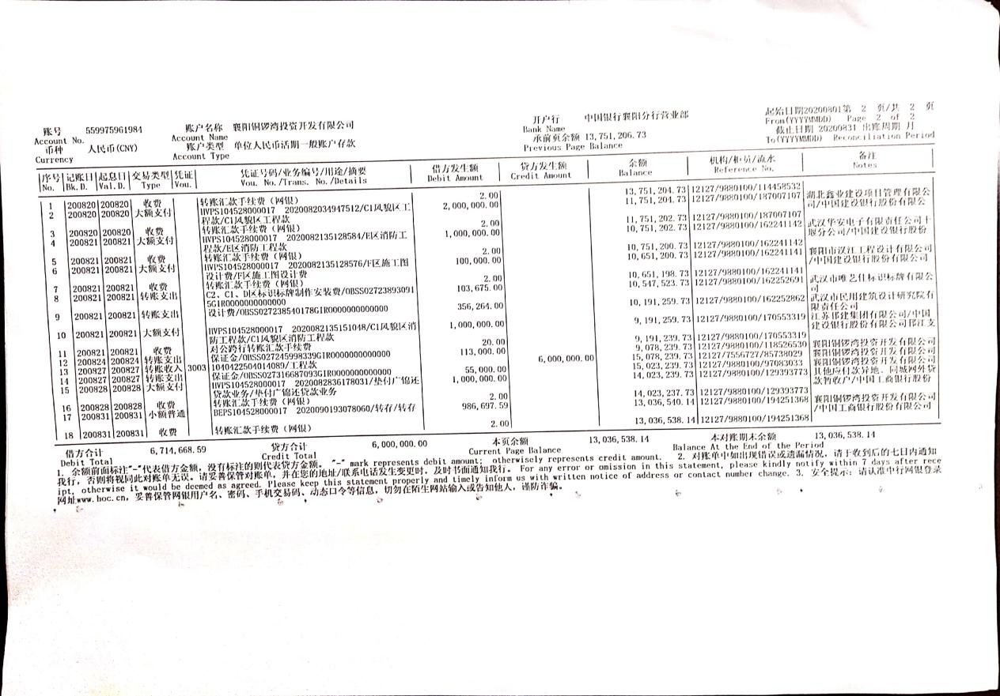 账号 559975961984 账户名称 襄阳铜锣湾投资开发有限公司 开户行 中国银行襄阳分行营业部 起始日期20200801第 2 页/共 2 页
Account No. Account Name Bank Name From(YYYYMMDD) Page 2 of 2
币种 人民币(CNY) 账户类型 单位人民币活期一般账户存款 承前页余额 13,751,206.73 截止日期 20200831 出账周期 月
Currency Account Type Previous Page Balance To(YYYYMMDD) Reconciliation Period
序号 记账日 起息日 交易类型 凭证 凭证号码/业务编号/用途/摘要 借方发生额 贷方发生额 余额 机构/柜员/流水 备注
No. Bk.D. Val.D. Type Vou. Vou. No./Trans. No./Details Debit Amount Credit Amount Balance Reference No. Notes
1 200820 200820 收费 转账汇款手续费(网银) 2.00 13,751,204.73 12127/9880100/114458532
2 200820 200820 大额支付 HVPS104528000017 2020082034947512/C1风貌区工 2,000,000.00 11,751,204.73 12127/9880100/187007107 湖北鑫业建设项目管理有限公
程款/C1风貌区工程款 司/中国建设银行股份有限公
3 200820 200820 收费 转账汇款手续费(网银) 2.00 11,751,202.73 12127/9880100/187007107
4 200821 200821 大额支付 HVPS104528000017 2020082135128584/E区消防工 1,000,000.00 10,751,202.73 12127/9880100/162241142 武汉华安电子有限责任公司十
程款/E区消防工程款 堰分公司/中国建设银行股份
5 200821 200821 收费 转账汇款手续费(网银) 2.00 10,751,200.73 12127/9880100/162241142
6 200821 200821 大额支付 HVPS104528000017 2020082135128576/F区施工图 100,000.00 10,651,200.73 12127/9880100/162241141 襄阳市汉江工程设计有限公司
设计费/F区施工图设计费 /中国建设银行股份有限公司
7 200821 200821 收费 转账汇款手续费(网银) 2.00 10,651,198.73 12127/9880100/162241141
8 200821 200821 转账支出 C2、C1、D区标识标牌制作安装费/OBSS02723893091 103,675.00 10,547,523.73 12127/9880100/162252691 武汉市唯艺佳标识标牌有限公
5GIR0000000000000 司
9 200821 200821 转账支出 设计费/OBSS027238540178GIR0000000000000 356,264.00 10,191,259.73 12127/9880100/162252862 武汉市民用建筑设计研究院有
限责任公司
10 200821 200821 大额支付 HVPS104528000017 2020082135151048/C1风貌区消 1,000,000.00 9,191,259.73 12127/9880100/170553319 江苏邗建集团有限公司/中国
防工程款/C1风貌区消防工程款 建设银行股份有限公司邗江支
11 200821 200821 收费 对公跨行转账汇款手续费 20.00 9,191,239.73 12127/9880100/170553319
12 200824 200824 转账支出 保证金/OBSS027245998339GIR0000000000000 113,000.00 9,078,239.73 12127/9880100/118526530 襄阳铜锣湾投资开发有限公司
13 200827 200827 转账收入 3003 1040422504014089/工程款 6,000,000.00 15,078,239.73 12127/7556727/85738029 襄阳铜锣湾投资开发有限公司
14 200827 200827 转账支出 保证金/OBSS027316687093GIR0000000000000 55,000.00 15,023,239.73 12127/9880100/97083033 襄阳铜锣湾投资开发有限公司
15 200828 200828 大额支付 HVPS104528000017 2020082836178031/垫付广锦还 1,000,000.00 14,023,239.73 12127/9880100/129393773 其他应付款异地、同城网外贷
贷款业务/垫付广锦还贷款业务 款暂收户/中国工商银行股份
16 200828 200828 收费 转账汇款手续费(网银) 2.00 14,023,237.73 12127/9880100/129393773
17 200831 200831 小额普通 BEPS104528000017 2020090193078060/转存/转存 986,697.59 13,036,540.14 12127/9880100/194251368 襄阳铜锣湾投资开发有限公司
/中国工商银行股份有限公司
18 200831 200831 收费 转账汇款手续费(网银) 2.00 13,036,538.14 12127/9880100/194251368
借方合计 6,714,668.59 贷方合计 6,000,000.00 本页余额 13,036,538.14 本对账期末余额 13,036,538.14
Debit Total Credit Total Current Page Balance Balance At the End of the Period
1. 余额前面标注"-"代表借方金额，没有标注的则代表贷方金额。 "-" mark represents debit amount; otherwisely represents credit amount. 2. 对账单中如出现错误或遗漏情况，请于收到后的七日内通知
我行，否则将视同此对账单无误。请妥善保管对账单，并在您的地址/联系电话发生变更时，及时书面通知我行。 For any error or omission in this statement, please kindly notify within 7 days after rece
ipt, otherwise it would be deemed as agreed. Please keep this statement properly and timely inform us with written notice of address or contact number change. 3. 安全提示：请认准中行网银登录
网址www.boc.cn，妥善保管网银用户名、密码、手机交易码、动态口令等信息，切勿在陌生网站输入或告知他人，谨防诈骗。